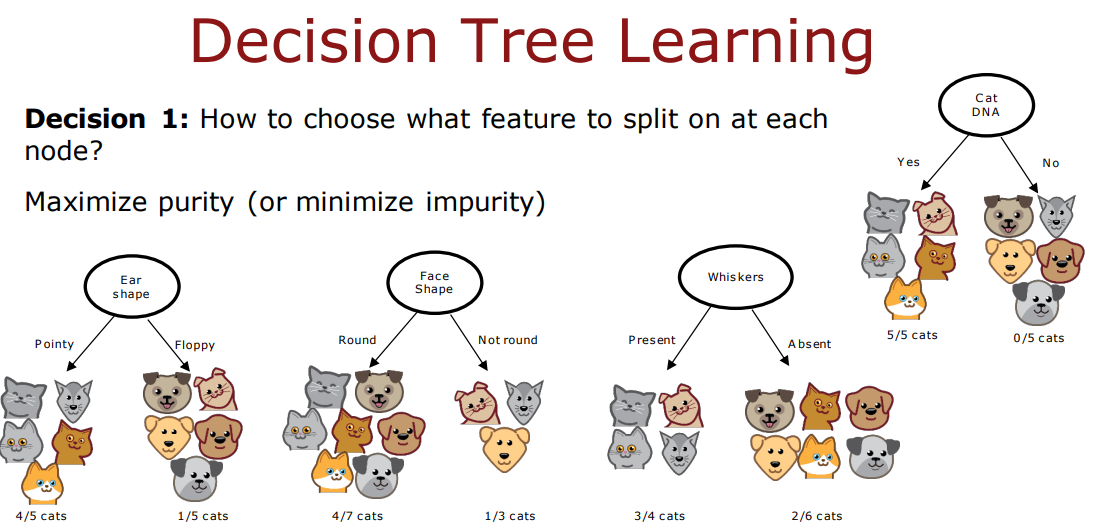 Decision Tree Learning
Decision 1: How to choose what feature to split on at each
node?
Maximize purity (or minimize impurity)
Cat
DNA
Yes
No
5/5 cats
0/5 cats
Ear
shape
Pointy
Floppy
4/5 cats
1/5 cats
Face
Shape
Round
Not round
4/7 cats
1/3 cats
Whiskers
Present
Absent
3/4 cats
2/6 cats